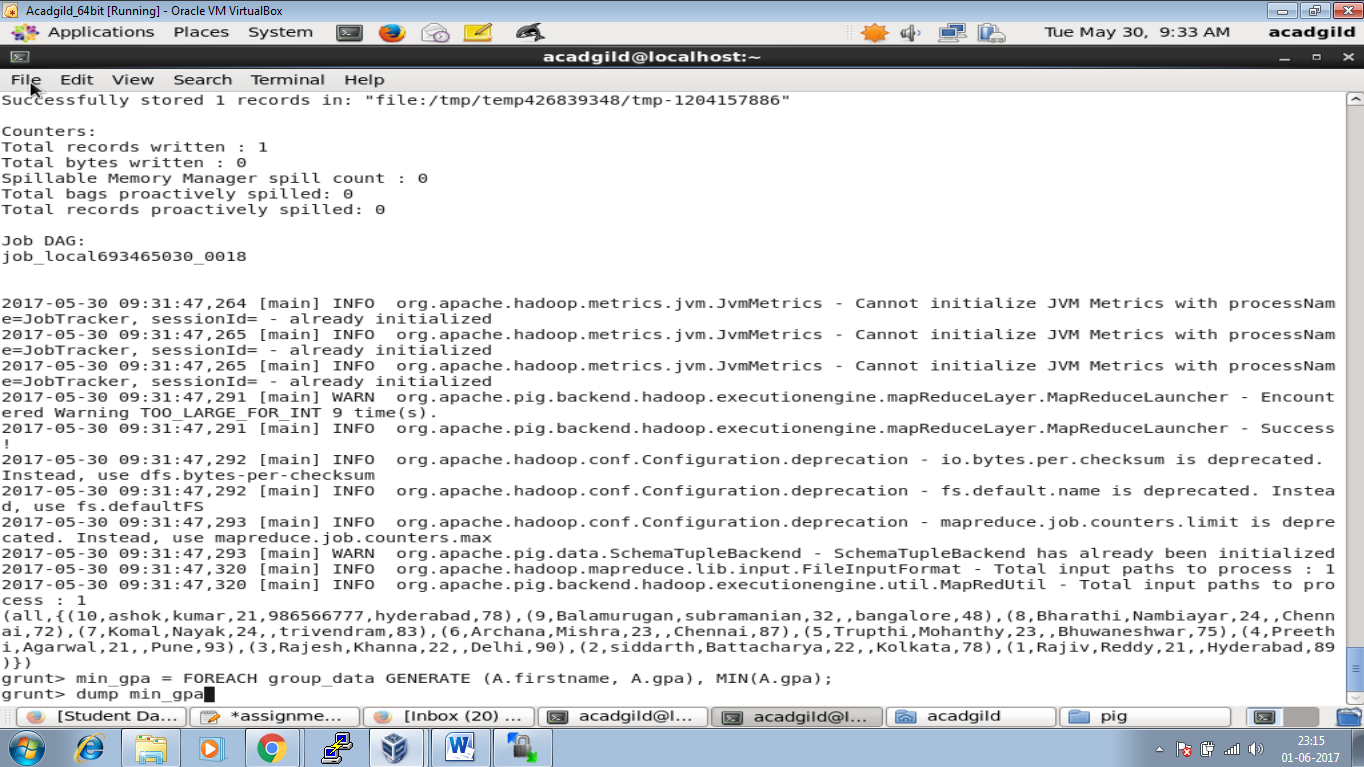 Acadgild_64bit [Running] - Oracle VM VirtualBox
Applications Places System Tue May 30, 9:33 AM acadgild
acadgild@localhost:~
File Edit View Search Terminal Help
Successfully stored 1 records in: "file:/tmp/temp426839348/tmp-1204157886"
Counters:
Total records written : 1
Total bytes written : 0
Spillable Memory Manager spill count : 0
Total bags proactively spilled: 0
Total records proactively spilled: 0
Job DAG:
job_local693465030_0018
2017-05-30 09:31:47,264 [main] INFO  org.apache.hadoop.metrics.jvm.JvmMetrics - Cannot initialize JVM Metrics with processNam
e=JobTracker, sessionId= - already initialized
2017-05-30 09:31:47,265 [main] INFO  org.apache.hadoop.metrics.jvm.JvmMetrics - Cannot initialize JVM Metrics with processNam
e=JobTracker, sessionId= - already initialized
2017-05-30 09:31:47,265 [main] INFO  org.apache.hadoop.metrics.jvm.JvmMetrics - Cannot initialize JVM Metrics with processNam
e=JobTracker, sessionId= - already initialized
2017-05-30 09:31:47,291 [main] WARN  org.apache.pig.backend.hadoop.executionengine.mapReduceLayer.MapReduceLauncher - Encount
ered Warning TOO_LARGE_FOR_INT 9 time(s).
2017-05-30 09:31:47,291 [main] INFO  org.apache.pig.backend.hadoop.executionengine.mapReduceLayer.MapReduceLauncher - Success
!
2017-05-30 09:31:47,292 [main] INFO  org.apache.hadoop.conf.Configuration.deprecation - io.bytes.per.checksum is deprecated.
Instead, use dfs.bytes-per-checksum
2017-05-30 09:31:47,292 [main] INFO  org.apache.hadoop.conf.Configuration.deprecation - fs.default.name is deprecated. Instea
d, use fs.defaultFS
2017-05-30 09:31:47,293 [main] INFO  org.apache.hadoop.conf.Configuration.deprecation - mapreduce.job.counters.limit is depre
cated. Instead, use mapreduce.job.counters.max
2017-05-30 09:31:47,293 [main] WARN  org.apache.pig.data.SchemaTupleBackend - SchemaTupleBackend has already been initialized
2017-05-30 09:31:47,320 [main] INFO  org.apache.hadoop.mapreduce.lib.input.FileInputFormat - Total input paths to process : 1
2017-05-30 09:31:47,320 [main] INFO  org.apache.pig.backend.hadoop.executionengine.util.MapRedUtil - Total input paths to pro
cess : 1
(all,{(10,ashok,kumar,21,986566777,hyderabad,78),(9,Balamurugan,subramanian,32,,bangalore,48),(8,Bharathi,Nambiayar,24,,Chenn
ai,72),(7,Komal,Nayak,24,,trivendram,83),(6,Archana,Mishra,23,,Chennai,87),(5,Trupthi,Mohanthy,23,,Bhuwaneshwar,75),(4,Preeth
i,Agarwal,21,,Pune,93),(3,Rajesh,Khanna,22,,Delhi,90),(2,siddarth,Battacharya,22,,Kolkata,78),(1,Rajiv,Reddy,21,,Hyderabad,89
)})
grunt> min_gpa = FOREACH group_data GENERATE (A.firstname, A.gpa), MIN(A.gpa);
grunt> dump min_gpa
[Student Da... *assignme... [Inbox (20) ... acadgild@l... acadgild@l... acadgild pig
23:15
01-06-2017